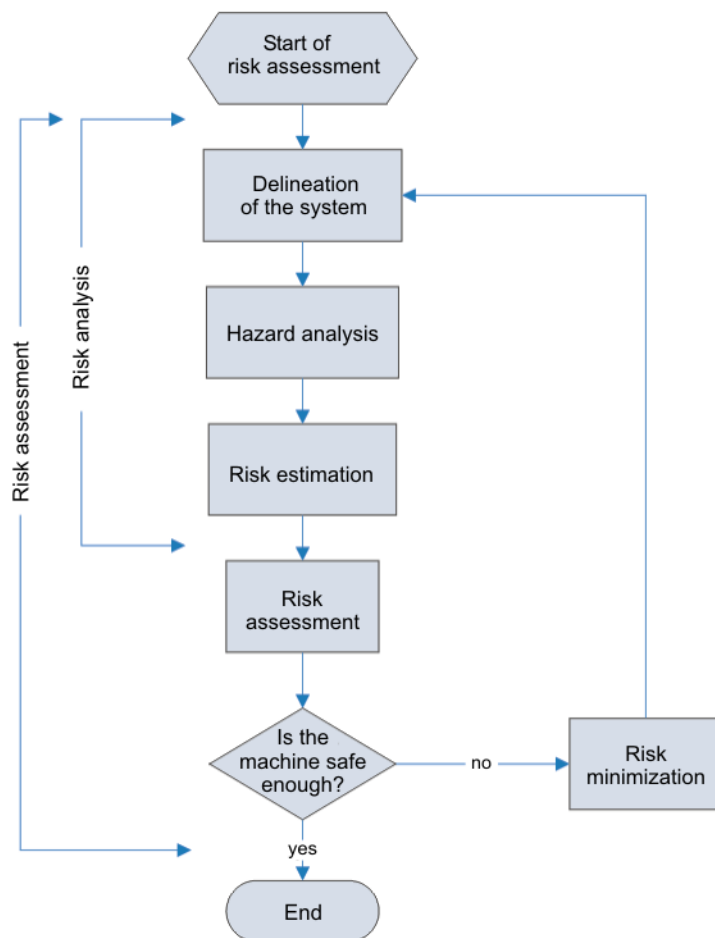 Start of
risk assessment
Delineation
of the system
Hazard analysis
Risk analysis
Risk assessment
Risk estimation
Risk
assessment
Is the
machine safe
enough?
no
Risk
minimization
yes
End